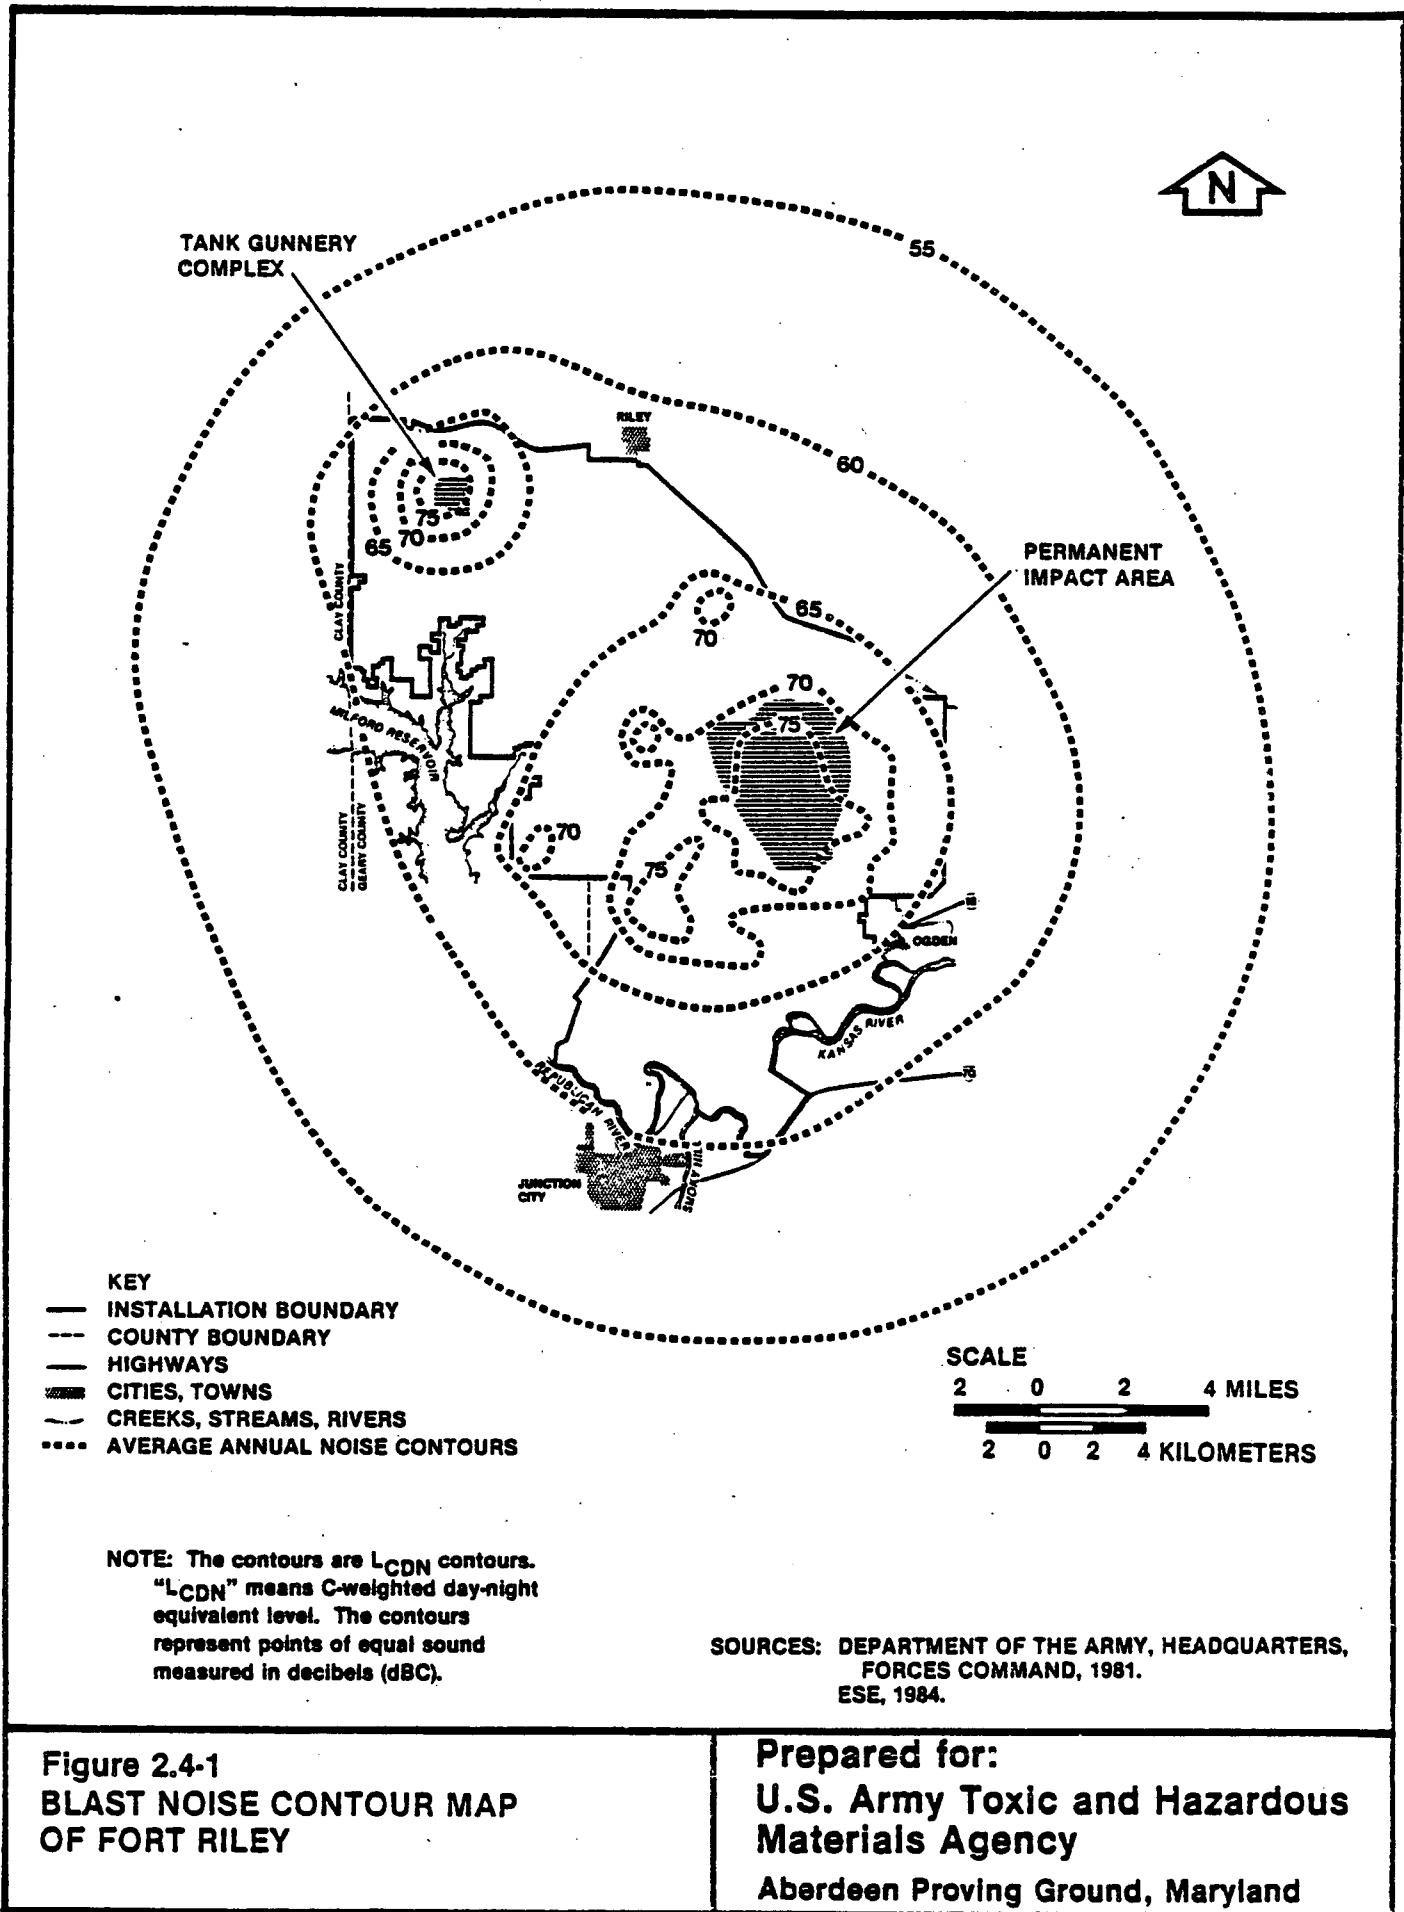 N
TANK GUNNERY
COMPLEX
55
RILEY
60
75
70
65
PERMANENT
IMPACT AREA
65
70
CLAY COUNTY
70
75
MILFORD RESERVOIR
70
75
CLAY COUNTY
GEARY COUNTY
OGDEN
KANSAS RIVER
REPUBLICAN RIVER
70
JUNCTION
CITY
SMOKY HILL
KEY
INSTALLATION BOUNDARY
COUNTY BOUNDARY
HIGHWAYS
CITIES, TOWNS
CREEKS, STREAMS, RIVERS
AVERAGE ANNUAL NOISE CONTOURS
SCALE
2 0 2 4 MILES
2 0 2 4 KILOMETERS
NOTE: The contours are LCDN contours.
"LCDN" means C-weighted day-night
equivalent level. The contours
represent points of equal sound
measured in decibels (dBC).
SOURCES: DEPARTMENT OF THE ARMY, HEADQUARTERS,
FORCES COMMAND, 1981.
ESE, 1984.
Figure 2.4-1
BLAST NOISE CONTOUR MAP
OF FORT RILEY
Prepared for:
U.S. Army Toxic and Hazardous
Materials Agency
Aberdeen Proving Ground, Maryland